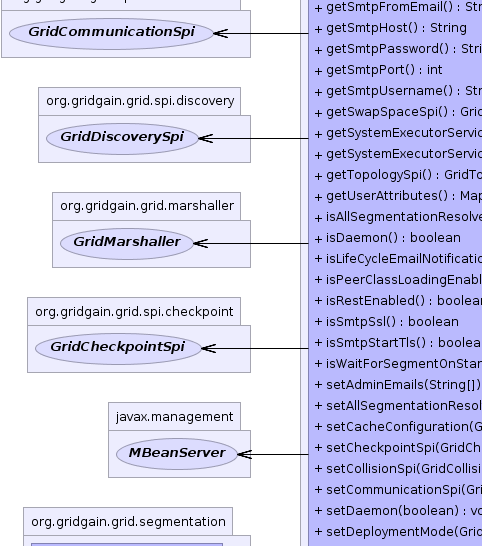 GridCommunicationSpi
org.gridgain.grid.spi.discovery
GridDiscoverySpi
org.gridgain.grid.marshaller
GridMarshaller
org.gridgain.grid.spi.checkpoint
GridCheckpointSpi
javax.management
MBeanServer
org.gridgain.grid.segmentation
+ getSmtpFromEmail() : Str
+ getSmtpHost() : String
+ getSmtpPassword() : Stri
+ getSmtpPort() : int
+ getSmtpUsername() : Str
+ getSwapSpaceSpi() : Grid
+ getSystemExecutorServic
+ getSystemExecutorServic
+ getTopologySpi() : GridTo
+ getUserAttributes() : Map
+ isAllSegmentationResolve
+ isDaemon() : boolean
+ isLifeCycleEmailNotificatio
+ isPeerClassLoadingEnabl
+ isRestEnabled() : boolean
+ isSmtpSsl() : boolean
+ isSmtpStartTls() : boolea
+ isWaitForSegmentOnStar
+ setAdminEmails(String[])
+ setAllSegmentationResol
+ setCacheConfiguration(G
+ setCheckpointSpi(GridCh
+ setCollisionSpi(GridCollisi
+ setCommunicationSpi(Gri
+ setDaemon(boolean) : vo
+ setDeploymentMode(Grid